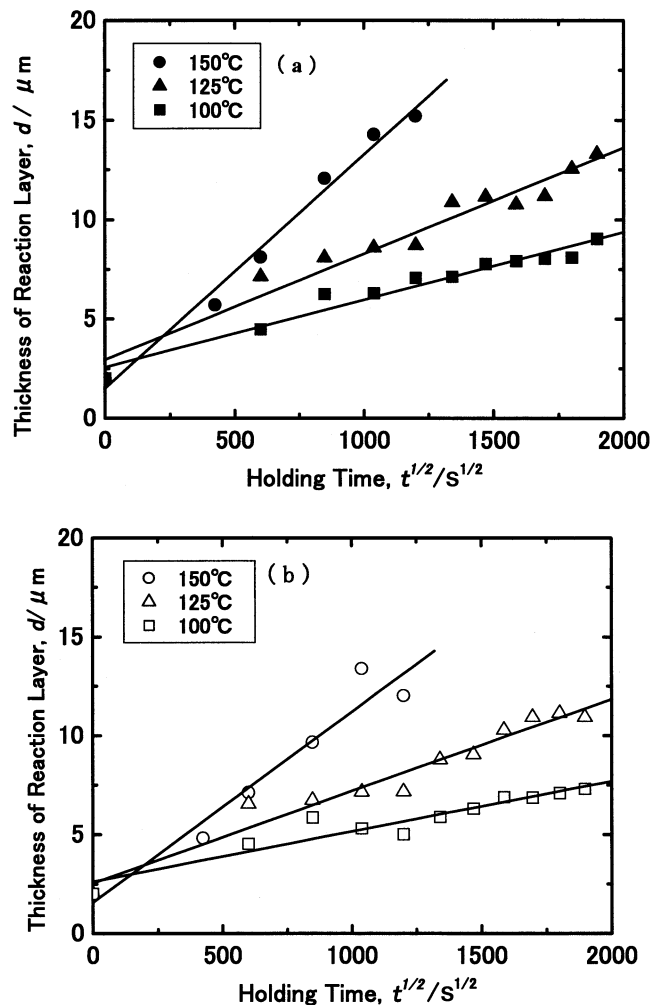 20
15
10
5
0
Thickness of Reaction Layer, d / μm
● 150°C
▲ 125°C
■ 100°C
(a)
0 500 1000 1500 2000
Holding Time, t^{1/2}/S^{1/2}
20
15
10
5
0
Thickness of Reaction Layer, d/ μm
○ 150°C
△ 125°C
□ 100°C
(b)
0 500 1000 1500 2000
Holding Time, t^{1/2}/S^{1/2}